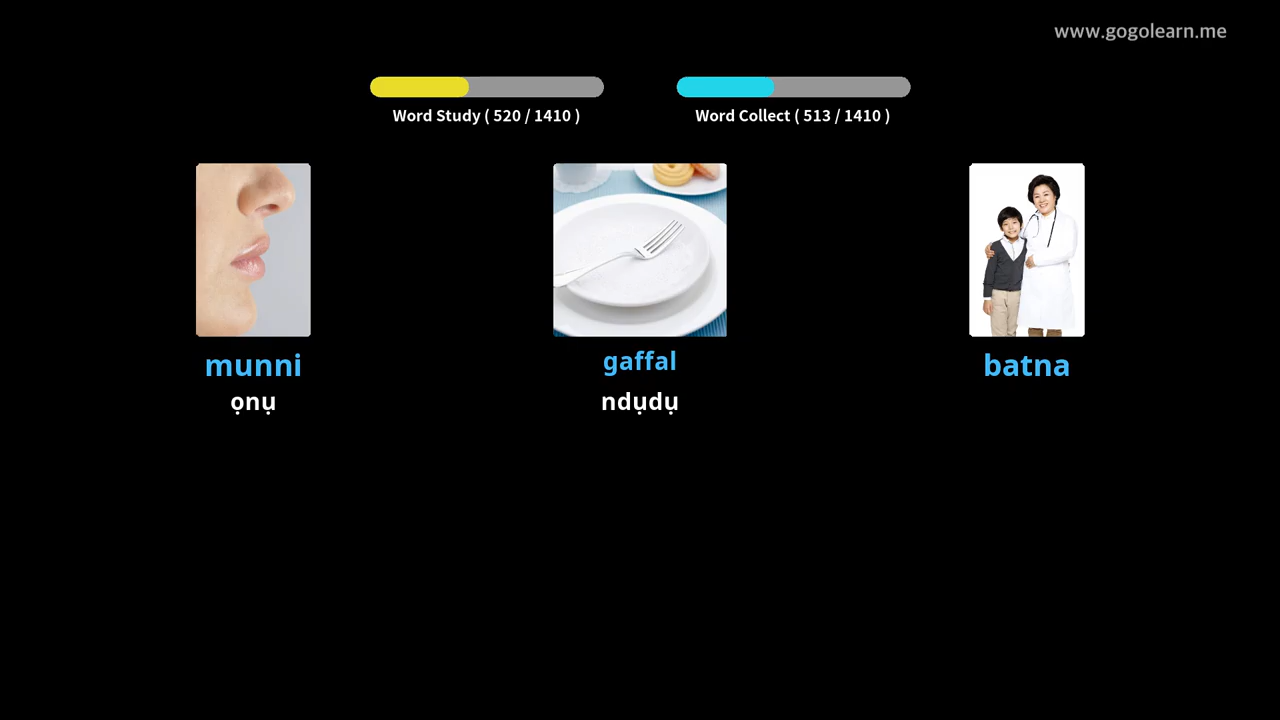 www.gogolearn.me
Word Study ( 520 / 1410 )
Word Collect ( 513 / 1410 )
munni
ọnụ
gaffal
ndụdụ
batna